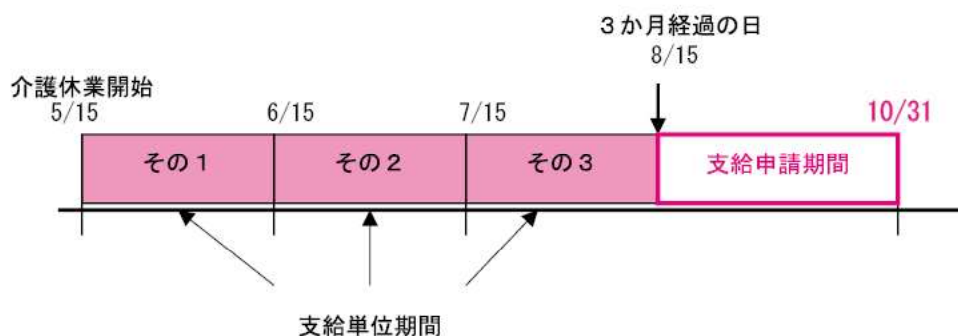 3か月経過の日
8/15
介護休業開始
5/15
6/15
7/15
10/31
その1
その2
その3
支給申請期間
支給単位期間